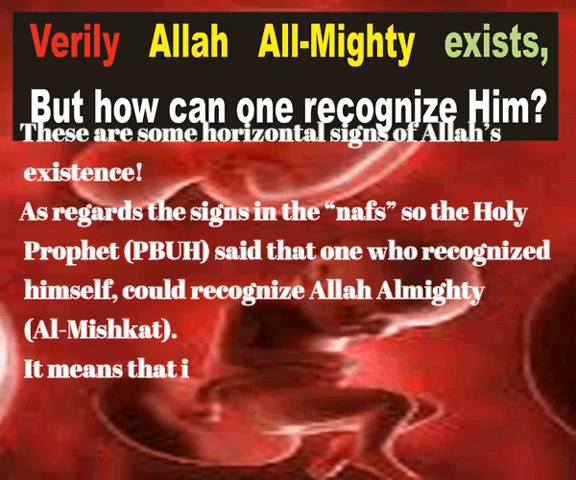 Verily Allah All-Mighty exists,
But how can one recognize Him?
These are some horizontal signs of Allah's
existence!
As regards the signs in the “nafs” so the Holy
Prophet (PBUH) said that one who recognized
himself, could recognize Allah Almighty
(Al-Mishkat).
It means that i